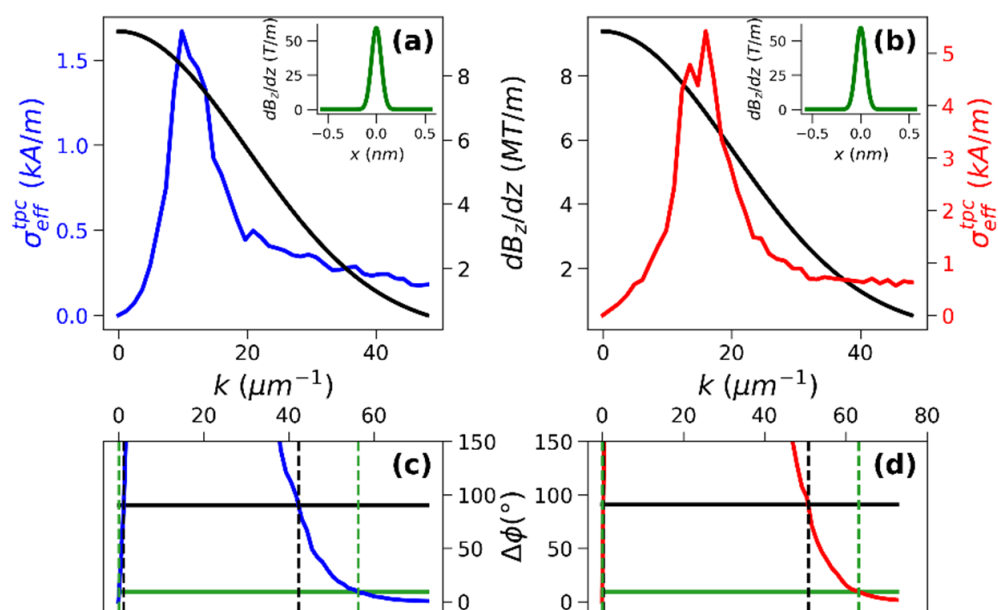 (a)
1.5
1.0
0.5
0.0
σ_eff^tpc (kA/m)
8
6
4
2
0 20 40
k (μm⁻¹)
dB_z/dz (T/m)
50
25
0
−0.5 0.0 0.5
x (nm)
(b)
dB_z/dz (MT/m)
8
6
4
2
5
4
3
2
1
0
σ_eff^tpc (kA/m)
0 20 40
k (μm⁻¹)
dB_z/dz (T/m)
50
25
0
−0.5 0.0 0.5
x (nm)
0 20 40 60
(c)
150
100
50
0
Δϕ(°)
0 20 40 60 80
(d)
150
100
50
0